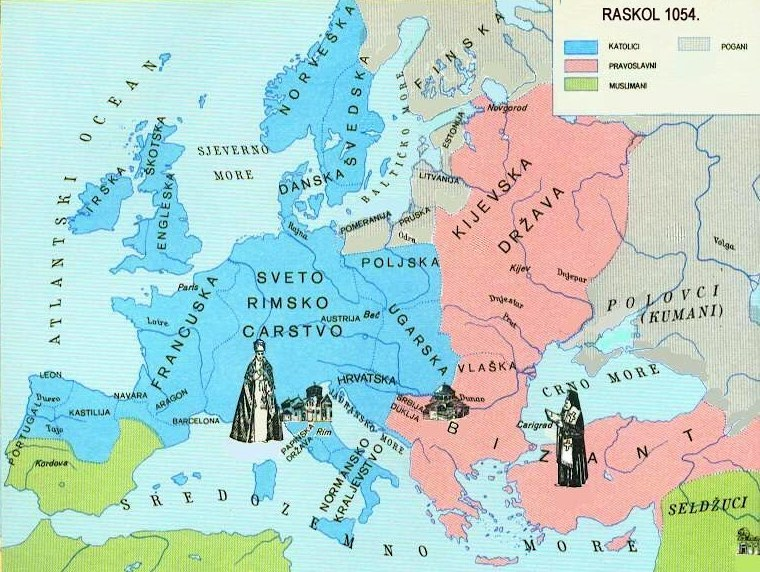 RASKOL 1054.
KATOLICI
PRAVOSLAVNI
MUSLIMANI
POGANI
NORVEŠKA
ŠVEDSKA
FINSKA
ATLANTSKI OCEAN
ŠKOTSKA
IRSKA
ENGLESKA
SJEVERNO
MORE
DANSKA
BALTIČKO MORE
Novgorod
ESTONIJA
LITVANIJA
PRUSKA
POMERANIJA
Odra
Rajna
POLJSKA
KIJEVSKA
DRŽAVA
Kijev
Dnjepar
Dnjestar
Prut
Volga
POLOVCI
(KUMANI)
Paris
Loire
FRANCUSKA
SVETO
RIMSKO
CARSTVO
AUSTRIJA
Beč
UGARSKA
VLAŠKA
Dunav
HRVATSKA
SRBIJA
DUKLJA
CRNO MORE
Carigrad
BIZANT
SELDŽUCI
LEON
Duero
Tajo
PORTUGAL
KASTILIJA
NAVARA
ARAGON
BARCELONA
Kordova
PAPINSKA
DRŽAVA
Rim
JADRANSKO MORE
NORMANSKO
KRALJEVSTVO
SREDOZEMNO MORE